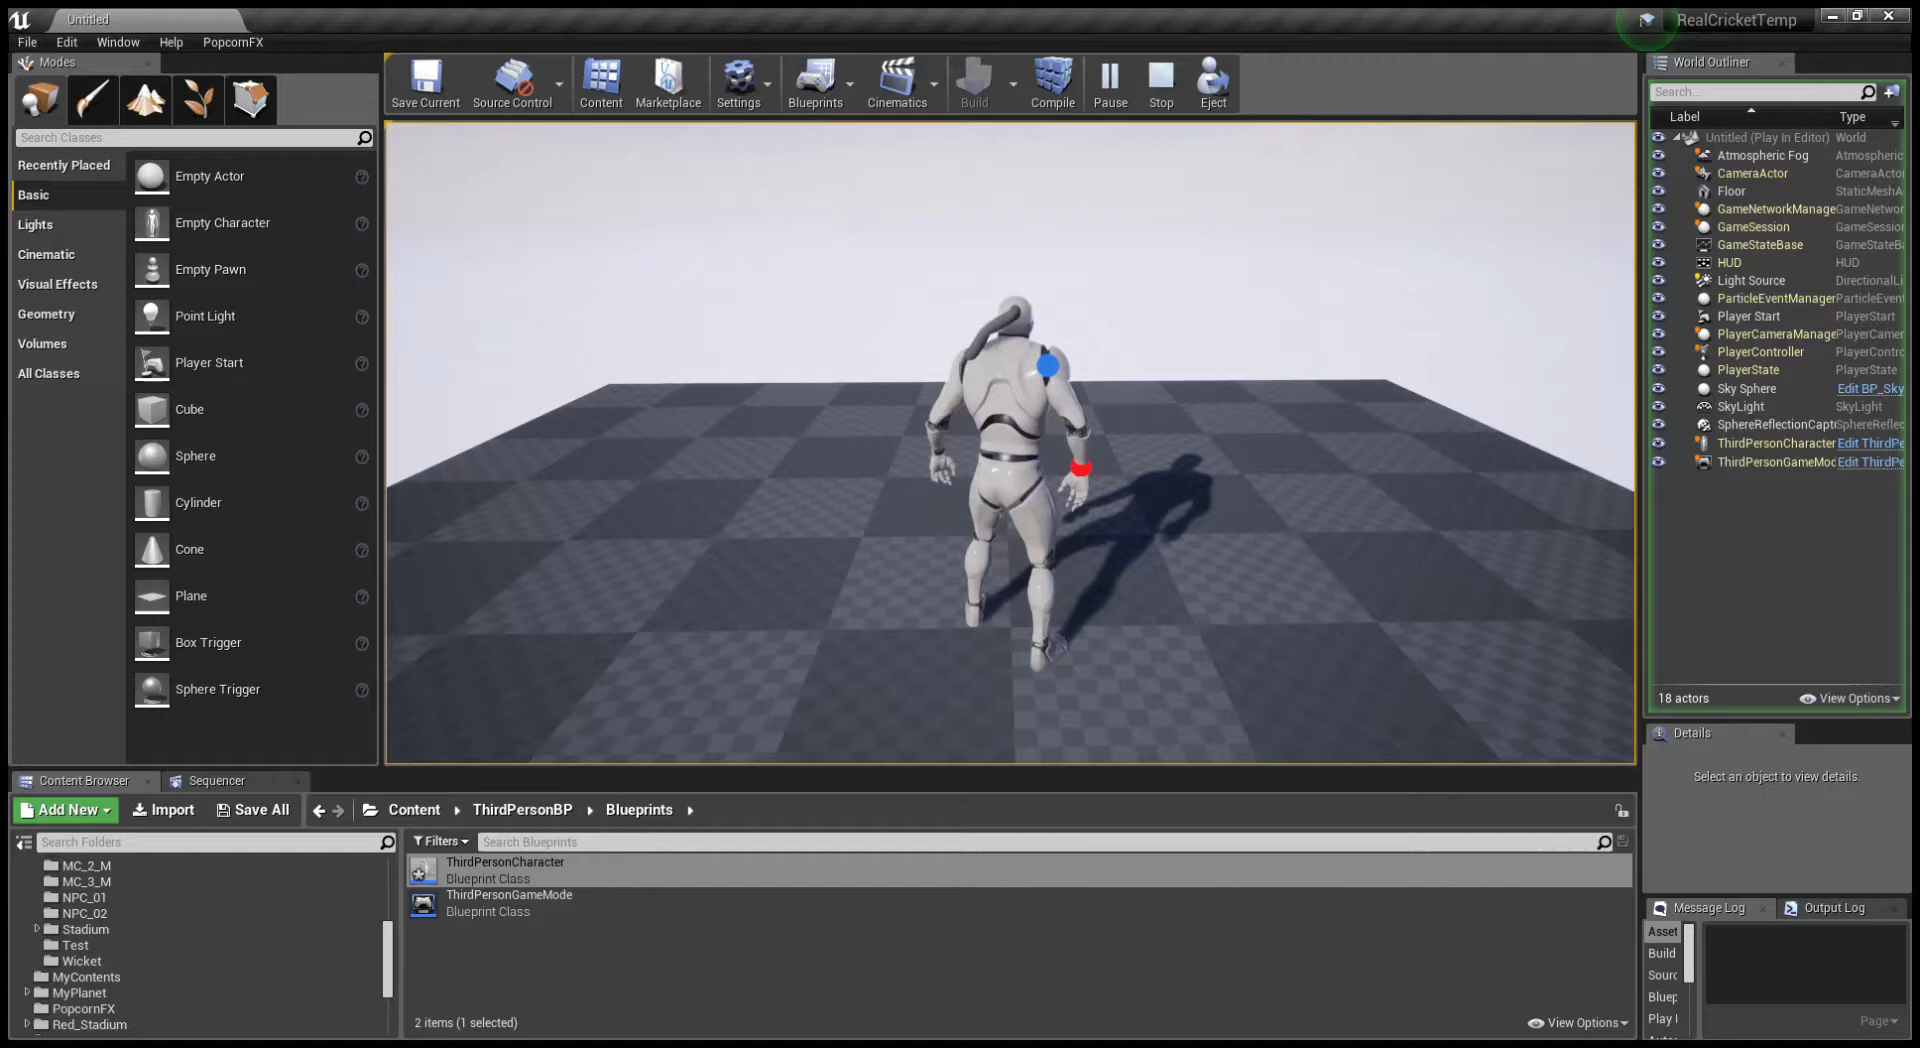 Untitled
RealCricketTemp
File Edit Window Help PopcornFX
Modes
Search Classes
Recently Placed
Basic
Lights
Cinematic
Visual Effects
Geometry
Volumes
All Classes
Empty Actor
Empty Character
Empty Pawn
Point Light
Player Start
Cube
Sphere
Cylinder
Cone
Plane
Box Trigger
Sphere Trigger
Save Current Source Control Content Marketplace Settings Blueprints Cinematics Build Compile Pause Stop Eject
World Outliner
Search...
Label Type
Untitled (Play In Editor) World
Atmospheric Fog Atmospheric
CameraActor CameraActo
Floor StaticMeshA
GameNetworkManage GameNetwor
GameSession GameSession
GameStateBase GameStateBa
HUD HUD
Light Source DirectionalLi
ParticleEventManager ParticleEvent
Player Start PlayerStart
PlayerCameraManage PlayerCamer
PlayerController PlayerContro
PlayerState PlayerState
Sky Sphere Edit BP_Sky
SkyLight SkyLight
SphereReflectionCaptu SphereReflec
ThirdPersonCharacter Edit ThirdPe
ThirdPersonGameMod Edit ThirdPe
18 actors View Options
Details
Select an object to view details.
Message Log Output Log
Asset
Build
Sourc
Bluep
Play I
Page
Content Browser Sequencer
Add New Import Save All Content ThirdPersonBP Blueprints
Search Folders
MC_2_M
MC_3_M
NPC_01
NPC_02
Stadium
Test
Wicket
MyContents
MyPlanet
PopcornFX
Red_Stadium
Filters Search Blueprints
ThirdPersonCharacter
Blueprint Class
ThirdPersonGameMode
Blueprint Class
2 items (1 selected) View Options